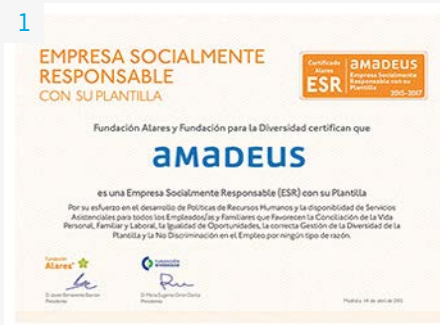 1
EMPRESA SOCIALMENTE
RESPONSABLE
CON SU PLANTILLA
Certificado
Alares
ESR
amadeus
Empresa Socialmente
Responsable con su
Plantilla
2015-2017
Fundación Alares y Fundación para la Diversidad certifican que
amadeus
es una Empresa Socialmente Responsable (ESR) con su Plantilla
Por su esfuerzo en el desarrollo de Políticas de Recursos Humanos y la disponiblidad de Servicios
Asistenciales para todos los Empleados/as y Familiares que Favorecen la Conciliación de la Vida
Personal, Familiar y Laboral, la Igualdad de Oportunidades, la correcta Gestión de la Diversidad de la
Plantilla y la No Discriminación en el Empleo por ningún tipo de razón.
Fundación
Alares
FUNDACIÓN
DIVERSIDAD
Presidente
Presidenta